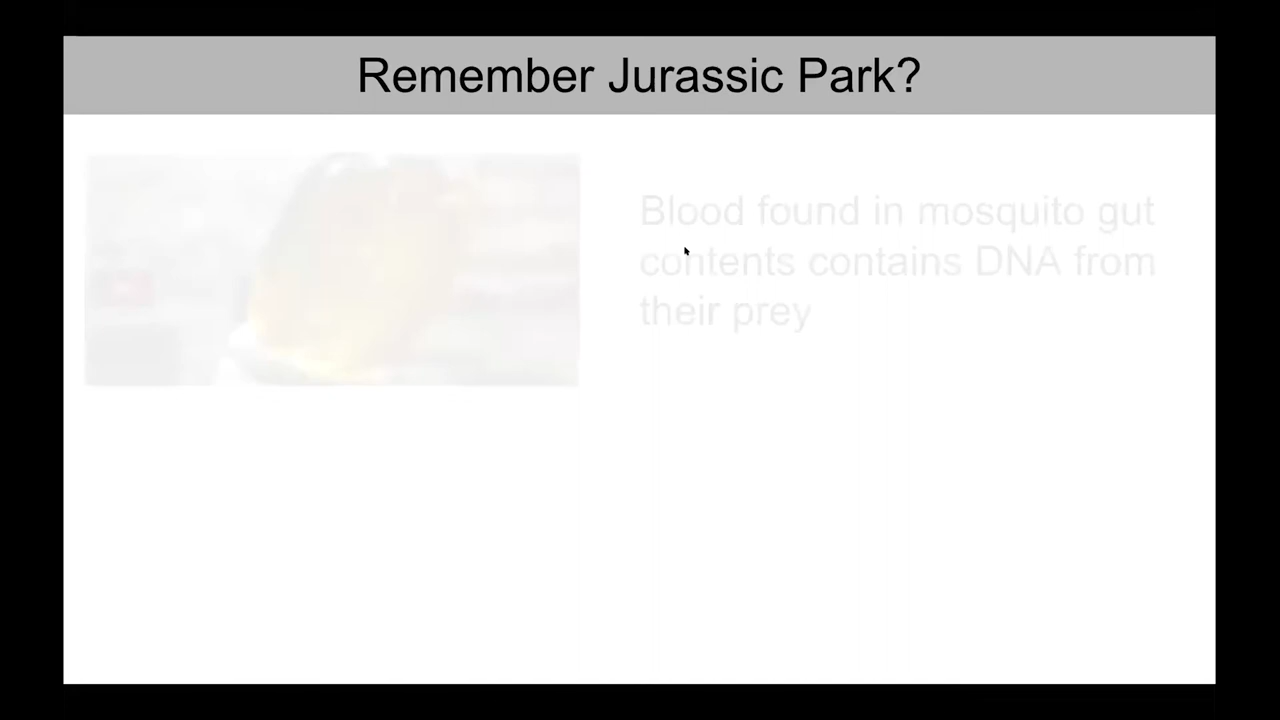 Remember Jurassic Park?
Blood found in mosquito gut
contents contains DNA from
their prey